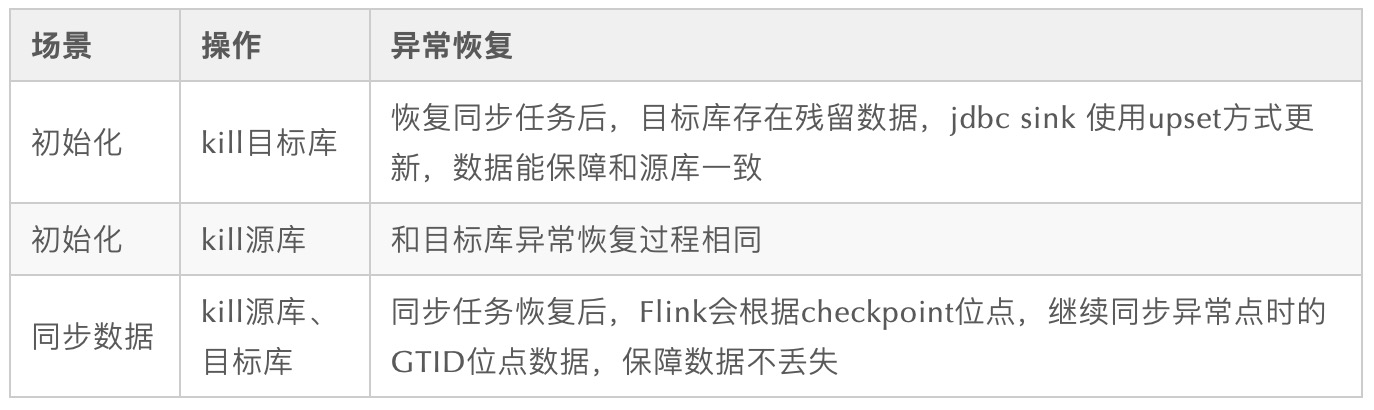 场景 操作 异常恢复
初始化 kill目标库 恢复同步任务后，目标库存在残留数据，jdbc sink 使用upset方式更
新，数据能保障和源库一致
初始化 kill源库 和目标库异常恢复过程相同
同步数据 kill源库、 同步任务恢复后，Flink会根据checkpoint位点，继续同步异常点时的
目标库 GTID位点数据，保障数据不丢失